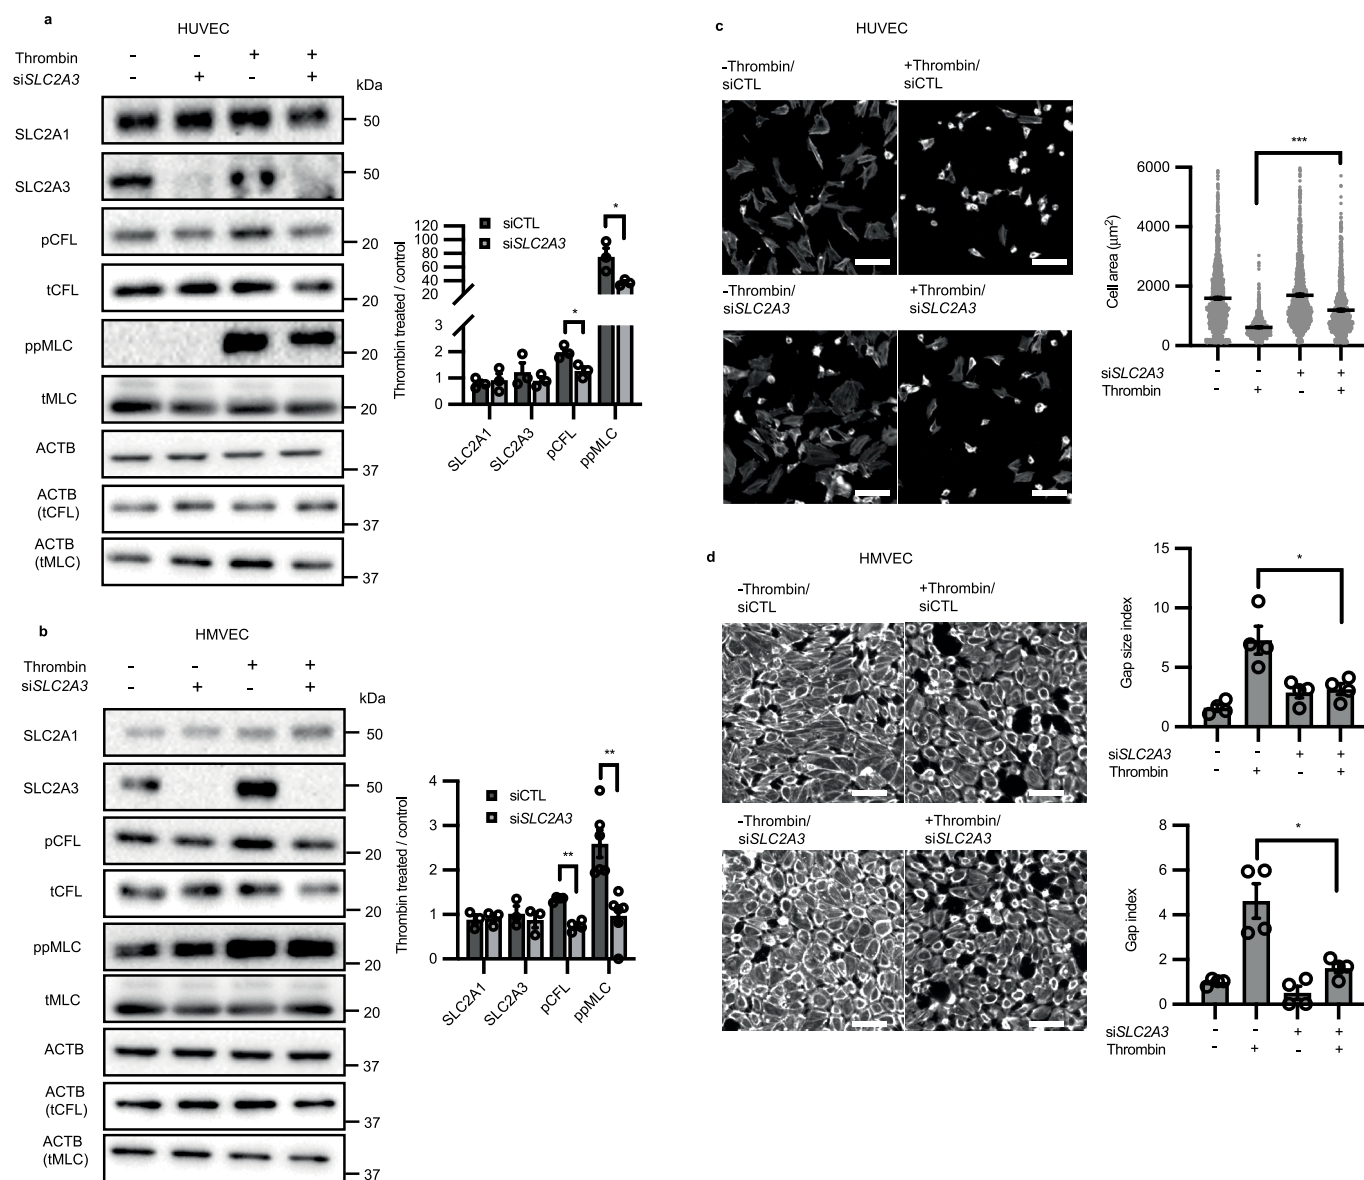 a
HUVEC
Thrombin - - + +
siSLC2A3 - + - +
kDa
SLC2A1
50
SLC2A3
50
pCFL
20
tCFL
20
ppMLC
20
tMLC
20
ACTB
37
ACTB
(tCFL)
37
ACTB
(tMLC)
37
Thrombin treated / control
120
100
80
60
40
20
3
2
1
0
siCTL
siSLC2A3
*
*
SLC2A1
SLC2A3
pCFL
ppMLC
b
HMVEC
Thrombin - - + +
siSLC2A3 - + - +
kDa
SLC2A1
50
SLC2A3
50
pCFL
20
tCFL
20
ppMLC
20
tMLC
20
ACTB
37
ACTB
(tCFL)
37
ACTB
(tMLC)
37
Thrombin treated / control
4
3
2
1
0
siCTL
siSLC2A3
**
**
SLC2A1
SLC2A3
pCFL
ppMLC
c
HUVEC
-Thrombin/
siCTL
+Thrombin/
siCTL
-Thrombin/
siSLC2A3
+Thrombin/
siSLC2A3
Cell area (µm²)
6000
4000
2000
0
***
siSLC2A3 - - + +
Thrombin - + - +
d
HMVEC
-Thrombin/
siCTL
+Thrombin/
siCTL
-Thrombin/
siSLC2A3
+Thrombin/
siSLC2A3
Gap size index
15
10
5
0
*
siSLC2A3 - - + +
Thrombin - + - +
Gap index
8
6
4
2
0
*
siSLC2A3 - - + +
Thrombin - + - +